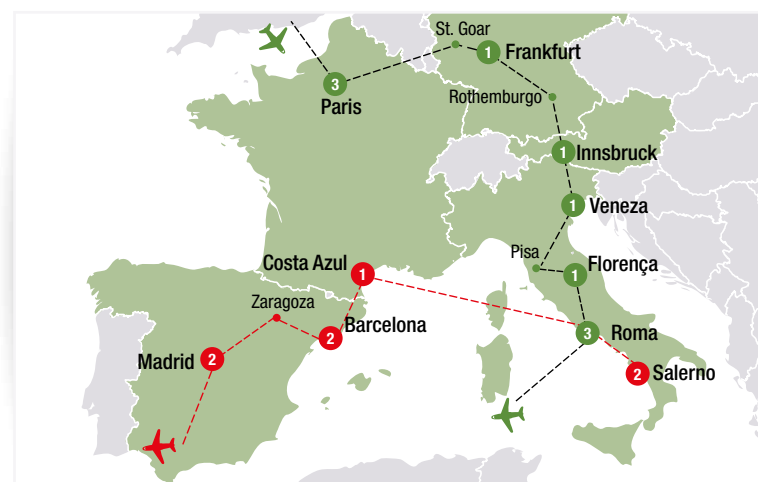 St. Goar
1 Frankfurt
3
Paris
Rothemburgo
1 Innsbruck
1 Veneza
Pisa
Costa Azul 1
1 Florença
Zaragoza
2 Barcelona
3 Roma
Madrid 2
2 Salerno